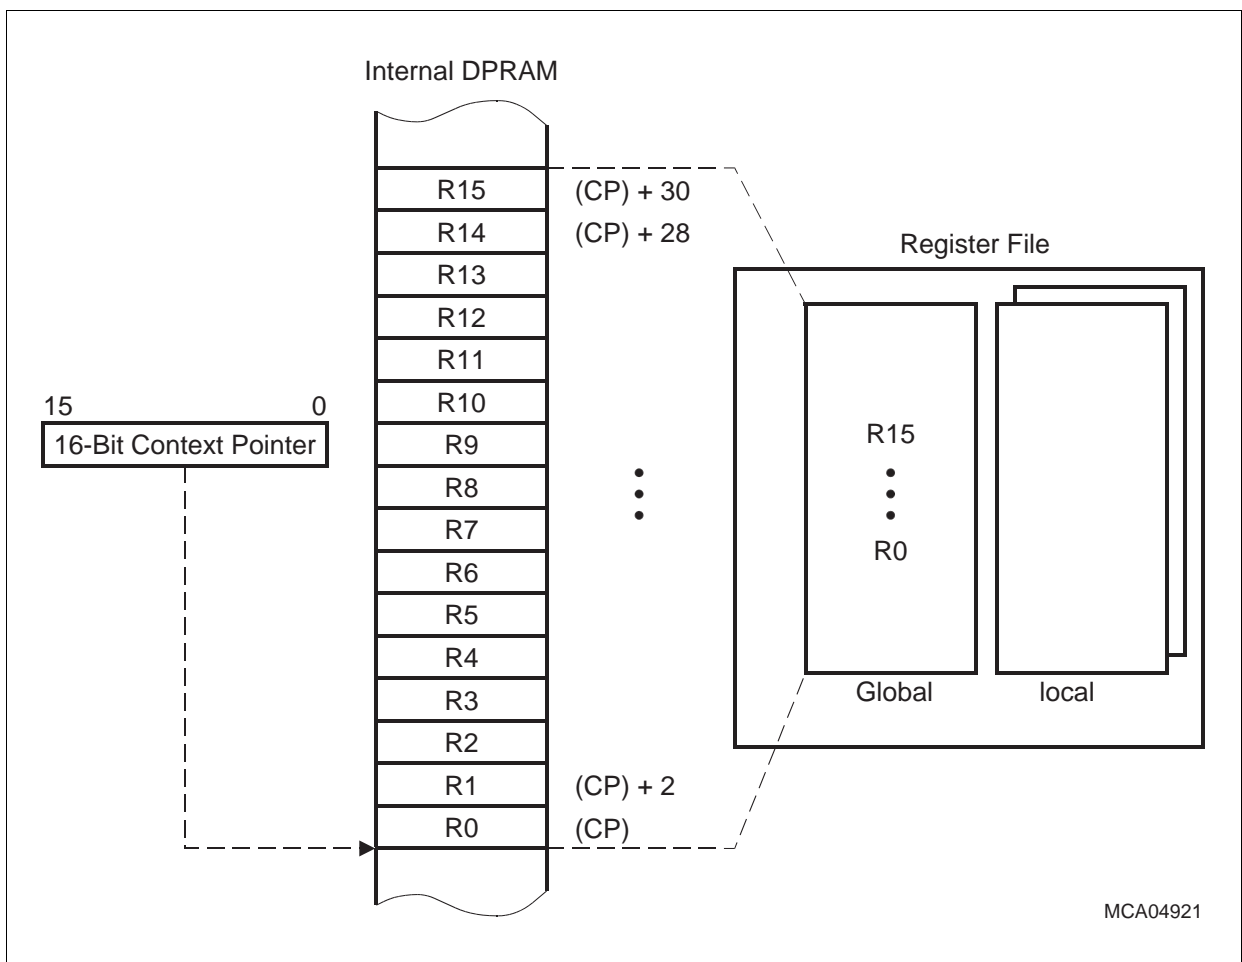 Internal DPRAM
R15
(CP) + 30
R14
(CP) + 28
Register File
R13
R12
R11
15
0
R10
16-Bit Context Pointer
R9
R15
R8
R7
R0
R6
R5
R4
R3
Global
local
R2
R1
(CP) + 2
R0
(CP)
MCA04921